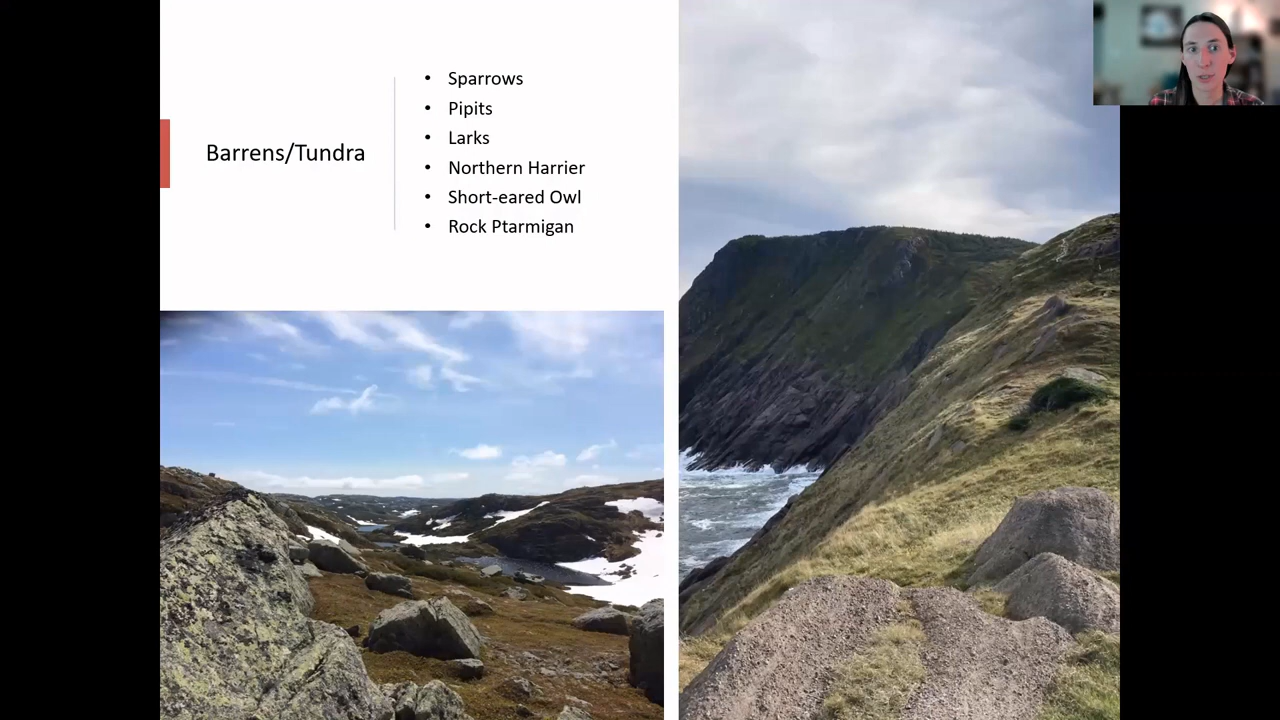 Barrens/Tundra
• Sparrows
• Pipits
• Larks
• Northern Harrier
• Short-eared Owl
• Rock Ptarmigan